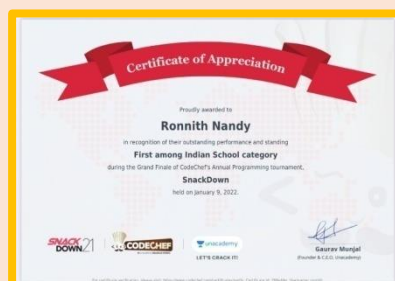 Certificate of Appreciation
Proudly awarded to
Ronnith Nandy
in recognition of their outstanding performance and standing
First among Indian School category
during the Grand Finale of CodeChef's Annual Programming tournament,
SnackDown
held on January 9, 2022.
SNACK DOWN 21
CODECHEF
unacademy
LET'S CRACK IT!
Gaurav Munjal
(Founder & C.E.O. Unacademy)